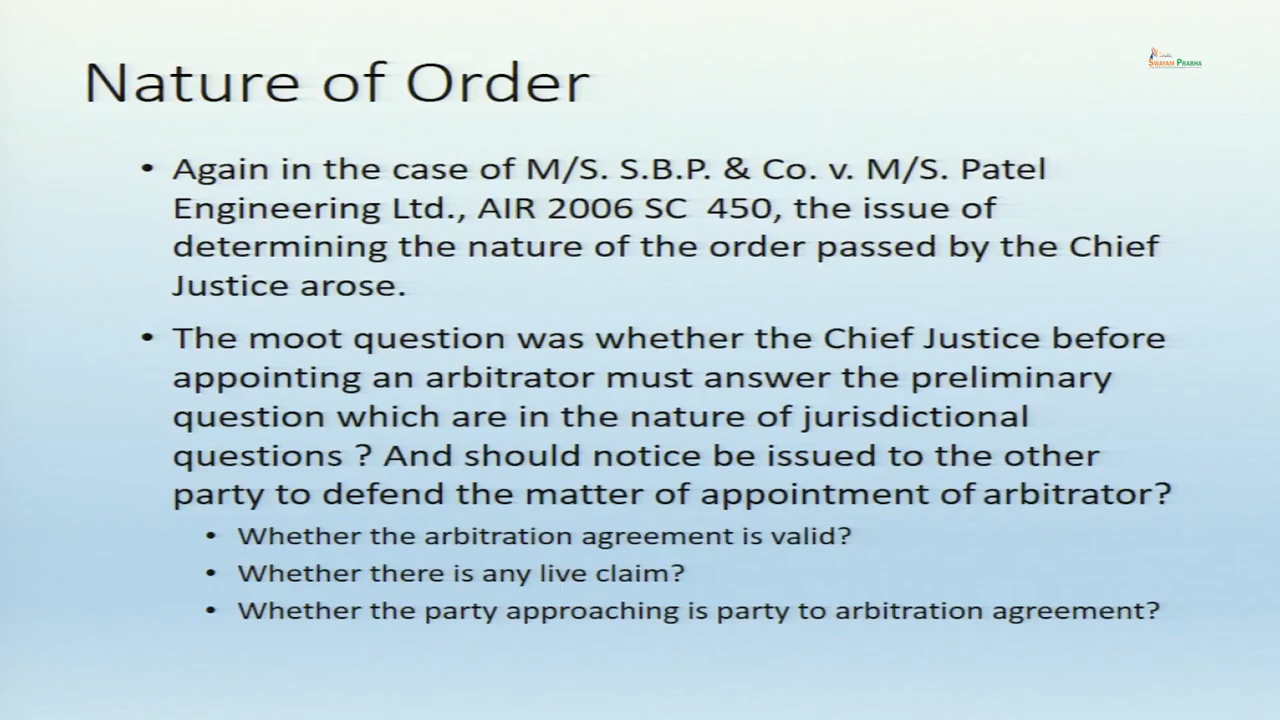 Nature of Order
SWAYAM PRABHA
• Again in the case of M/S. S.B.P. & Co. v. M/S. Patel
Engineering Ltd., AIR 2006 SC 450, the issue of
determining the nature of the order passed by the Chief
Justice arose.
• The moot question was whether the Chief Justice before
appointing an arbitrator must answer the preliminary
question which are in the nature of jurisdictional
questions ? And should notice be issued to the other
party to defend the matter of appointment of arbitrator?
• Whether the arbitration agreement is valid?
• Whether there is any live claim?
• Whether the party approaching is party to arbitration agreement?